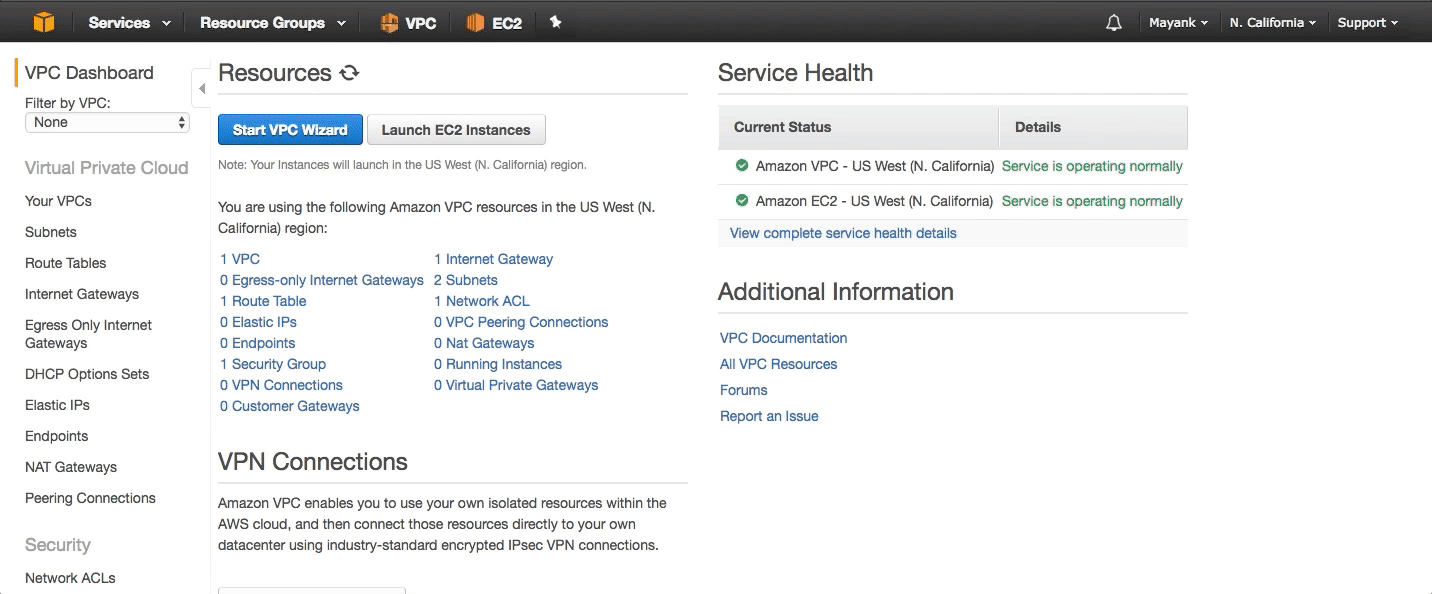 Services Resource Groups VPC EC2 Mayank N. California Support
VPC Dashboard
Filter by VPC:
None
Virtual Private Cloud
Your VPCs
Subnets
Route Tables
Internet Gateways
Egress Only Internet
Gateways
DHCP Options Sets
Elastic IPs
Endpoints
NAT Gateways
Peering Connections
Security
Network ACLs
Resources
Start VPC Wizard Launch EC2 Instances
Note: Your Instances will launch in the US West (N. California) region.
You are using the following Amazon VPC resources in the US West (N.
California) region:
1 VPC 1 Internet Gateway
0 Egress-only Internet Gateways 2 Subnets
1 Route Table 1 Network ACL
0 Elastic IPs 0 VPC Peering Connections
0 Endpoints 0 Nat Gateways
1 Security Group 0 Running Instances
0 VPN Connections 0 Virtual Private Gateways
0 Customer Gateways
VPN Connections
Amazon VPC enables you to use your own isolated resources within the
AWS cloud, and then connect those resources directly to your own
datacenter using industry-standard encrypted IPsec VPN connections.
Service Health
Current Status Details
Amazon VPC - US West (N. California) Service is operating normally
Amazon EC2 - US West (N. California) Service is operating normally
View complete service health details
Additional Information
VPC Documentation
All VPC Resources
Forums
Report an Issue